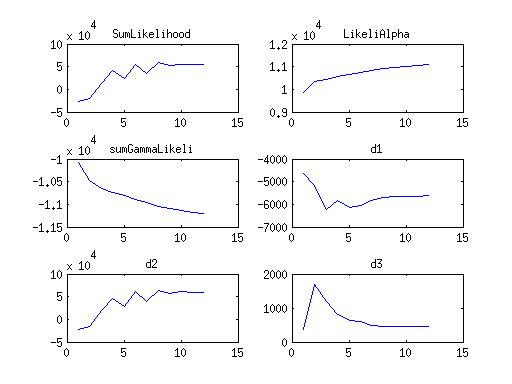 SumLikelihood
x 10^4
10
5
0
-5
0 5 10 15
LikeliAlpha
x 10^4
1.2
1.1
1
0.9
0 5 10 15
sumGammaLikeli
x 10^4
-1
-1.05
-1.1
-1.15
0 5 10 15
d1
-4000
-5000
-6000
-7000
0 5 10 15
d2
x 10^4
10
5
0
-5
0 5 10 15
d3
2000
1000
0
0 5 10 15